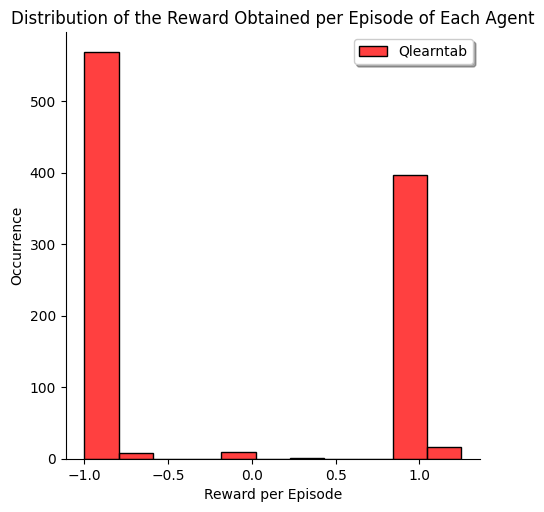 Distribution of the Reward Obtained per Episode of Each Agent
Qlearntab
Occurrence
500
400
300
200
100
0
−1.0 −0.5 0.0 0.5 1.0
Reward per Episode